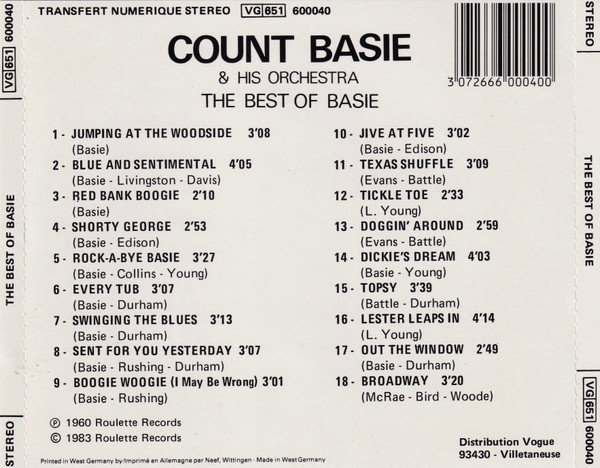 TRANSFERT NUMERIQUE STEREO VG 651 600040
COUNT BASIE
& HIS ORCHESTRA
THE BEST OF BASIE
3 072666 000400
1 - JUMPING AT THE WOODSIDE 3'08
(Basie)
2 - BLUE AND SENTIMENTAL 4'05
(Basie - Livingston - Davis)
3 - RED BANK BOOGIE 2'10
(Basie)
4 - SHORTY GEORGE 2'53
(Basie - Edison)
5 - ROCK-A-BYE BASIE 3'27
(Basie - Collins - Young)
6 - EVERY TUB 3'07
(Basie - Durham)
7 - SWINGING THE BLUES 3'13
(Basie - Durham)
8 - SENT FOR YOU YESTERDAY 3'07
(Basie - Rushing - Durham)
9 - BOOGIE WOOGIE (I May Be Wrong) 3'01
(Basie - Rushing)
10 - JIVE AT FIVE 3'02
(Basie - Edison)
11 - TEXAS SHUFFLE 3'09
(Evans - Battle)
12 - TICKLE TOE 2'33
(L. Young)
13 - DOGGIN' AROUND 2'59
(Evans - Battle)
14 - DICKIE'S DREAM 4'03
(Basie - Young)
15 - TOPSY 3'39
(Battle - Durham)
16 - LESTER LEAPS IN 4'14
(L. Young)
17 - OUT THE WINDOW 2'49
(Basie - Durham)
18 - BROADWAY 3'20
(McRae - Bird - Woode)
℗ 1960 Roulette Records
© 1983 Roulette Records
Printed in West Germany by/Imprimé en Allemagne par Neef, Wittingen · Made in West Germany
Distribution Vogue
93430 - Villetaneuse
STEREO THE BEST OF BASIE VG 651 600040
STEREO THE BEST OF BASIE VG 651 600040